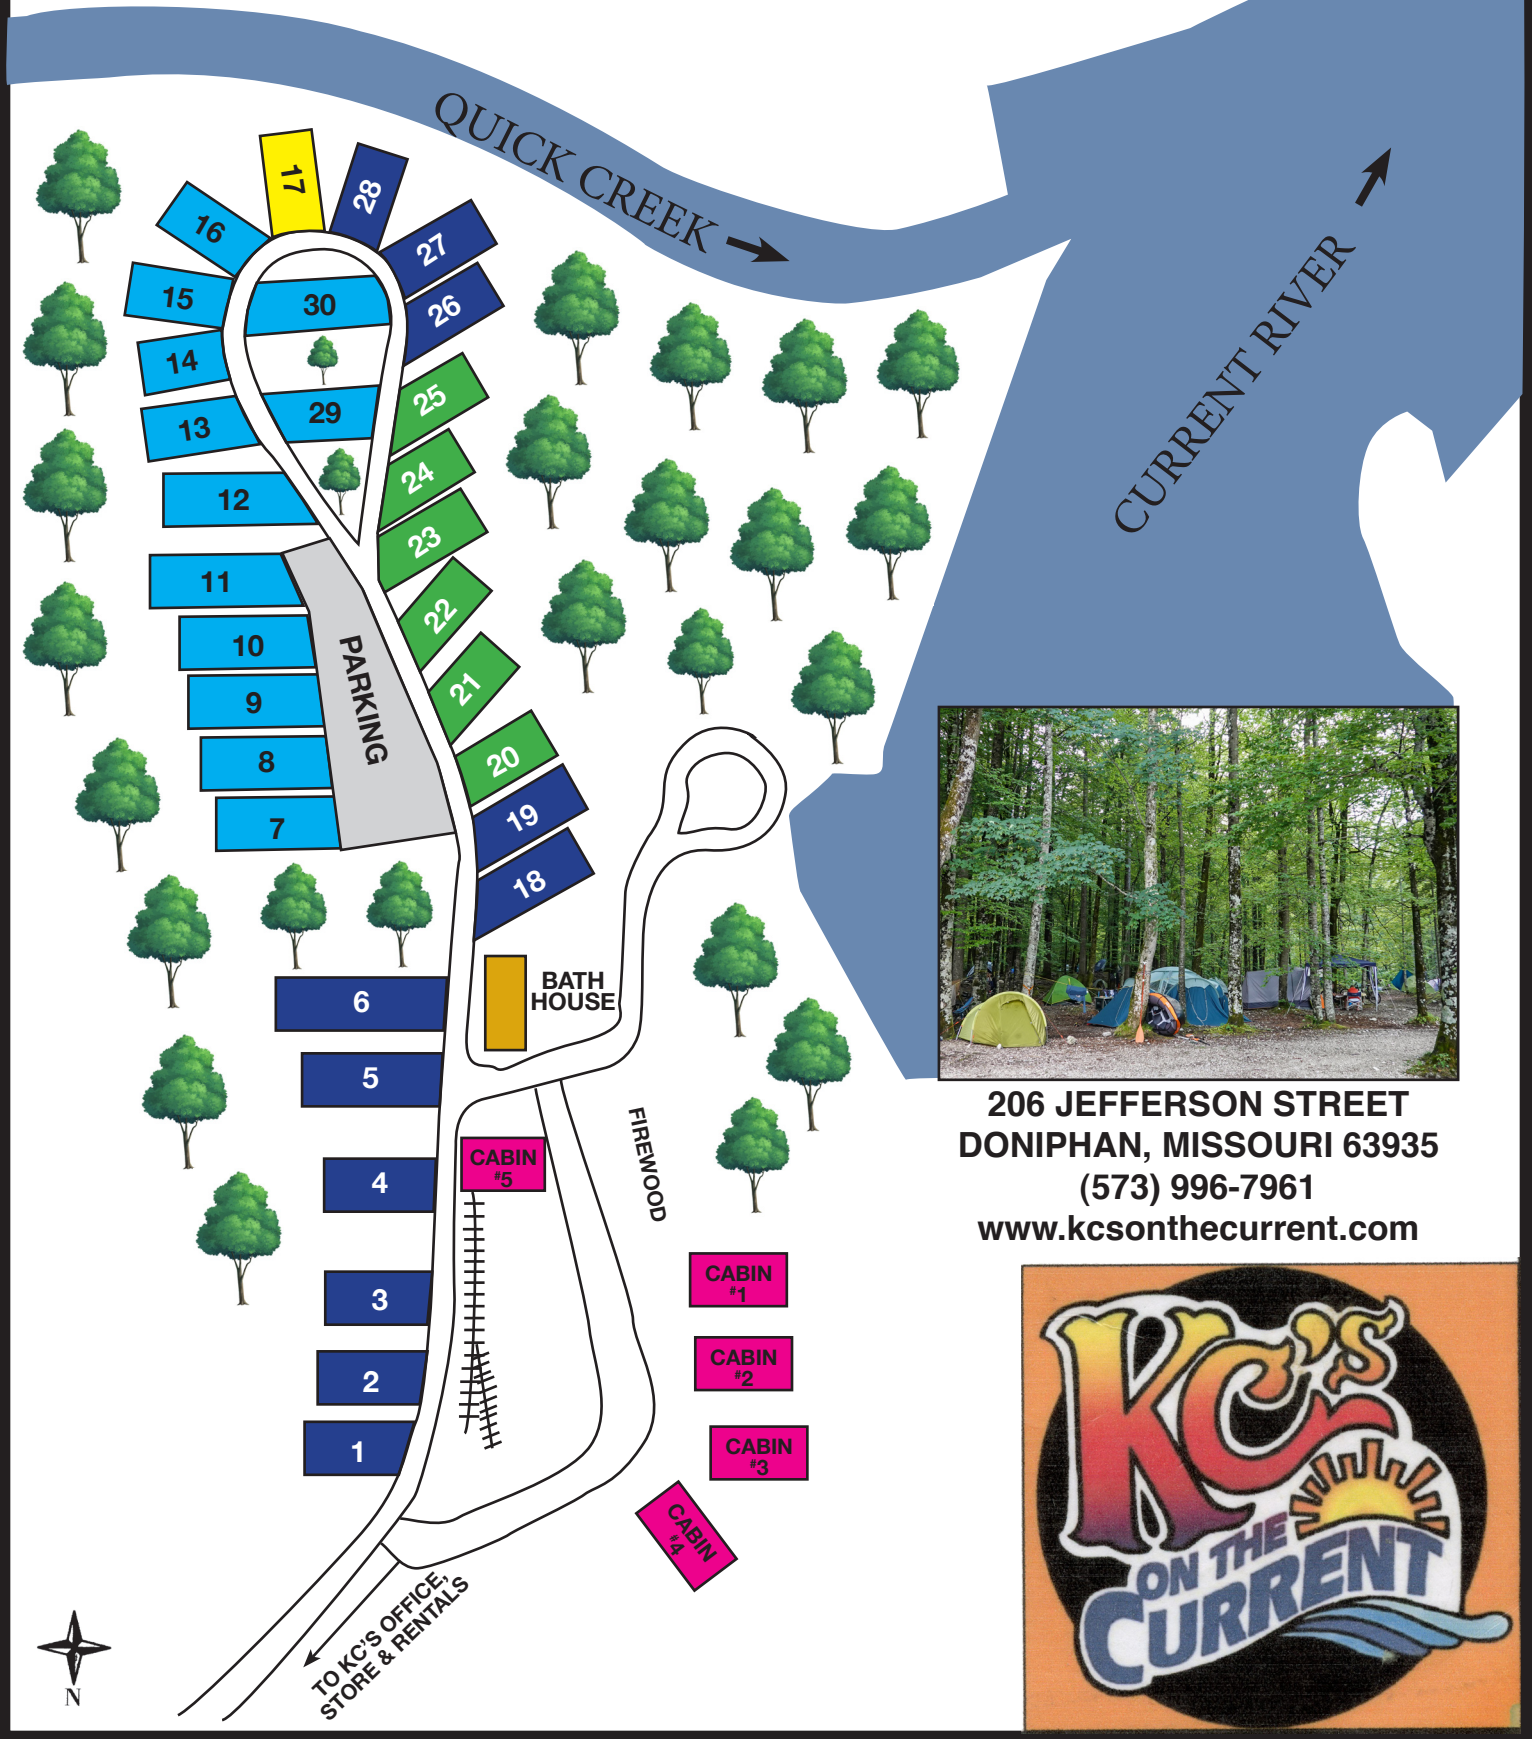 QUICK CREEK
CURRENT RIVER
17
28
16
27
15
30
26
14
29
25
13
24
12
23
11
22
10
PARKING
21
9
20
8
19
7
18
6
BATH
HOUSE
5
FIREWOOD
4
CABIN
#5
3
CABIN
#1
2
CABIN
#2
1
CABIN
#3
CABIN
#4
TO KC'S OFFICE,
STORE & RENTALS
N
206 JEFFERSON STREET
DONIPHAN, MISSOURI 63935
(573) 996-7961
www.kcsonthecurrent.com
KC's
ON THE
CURRENT